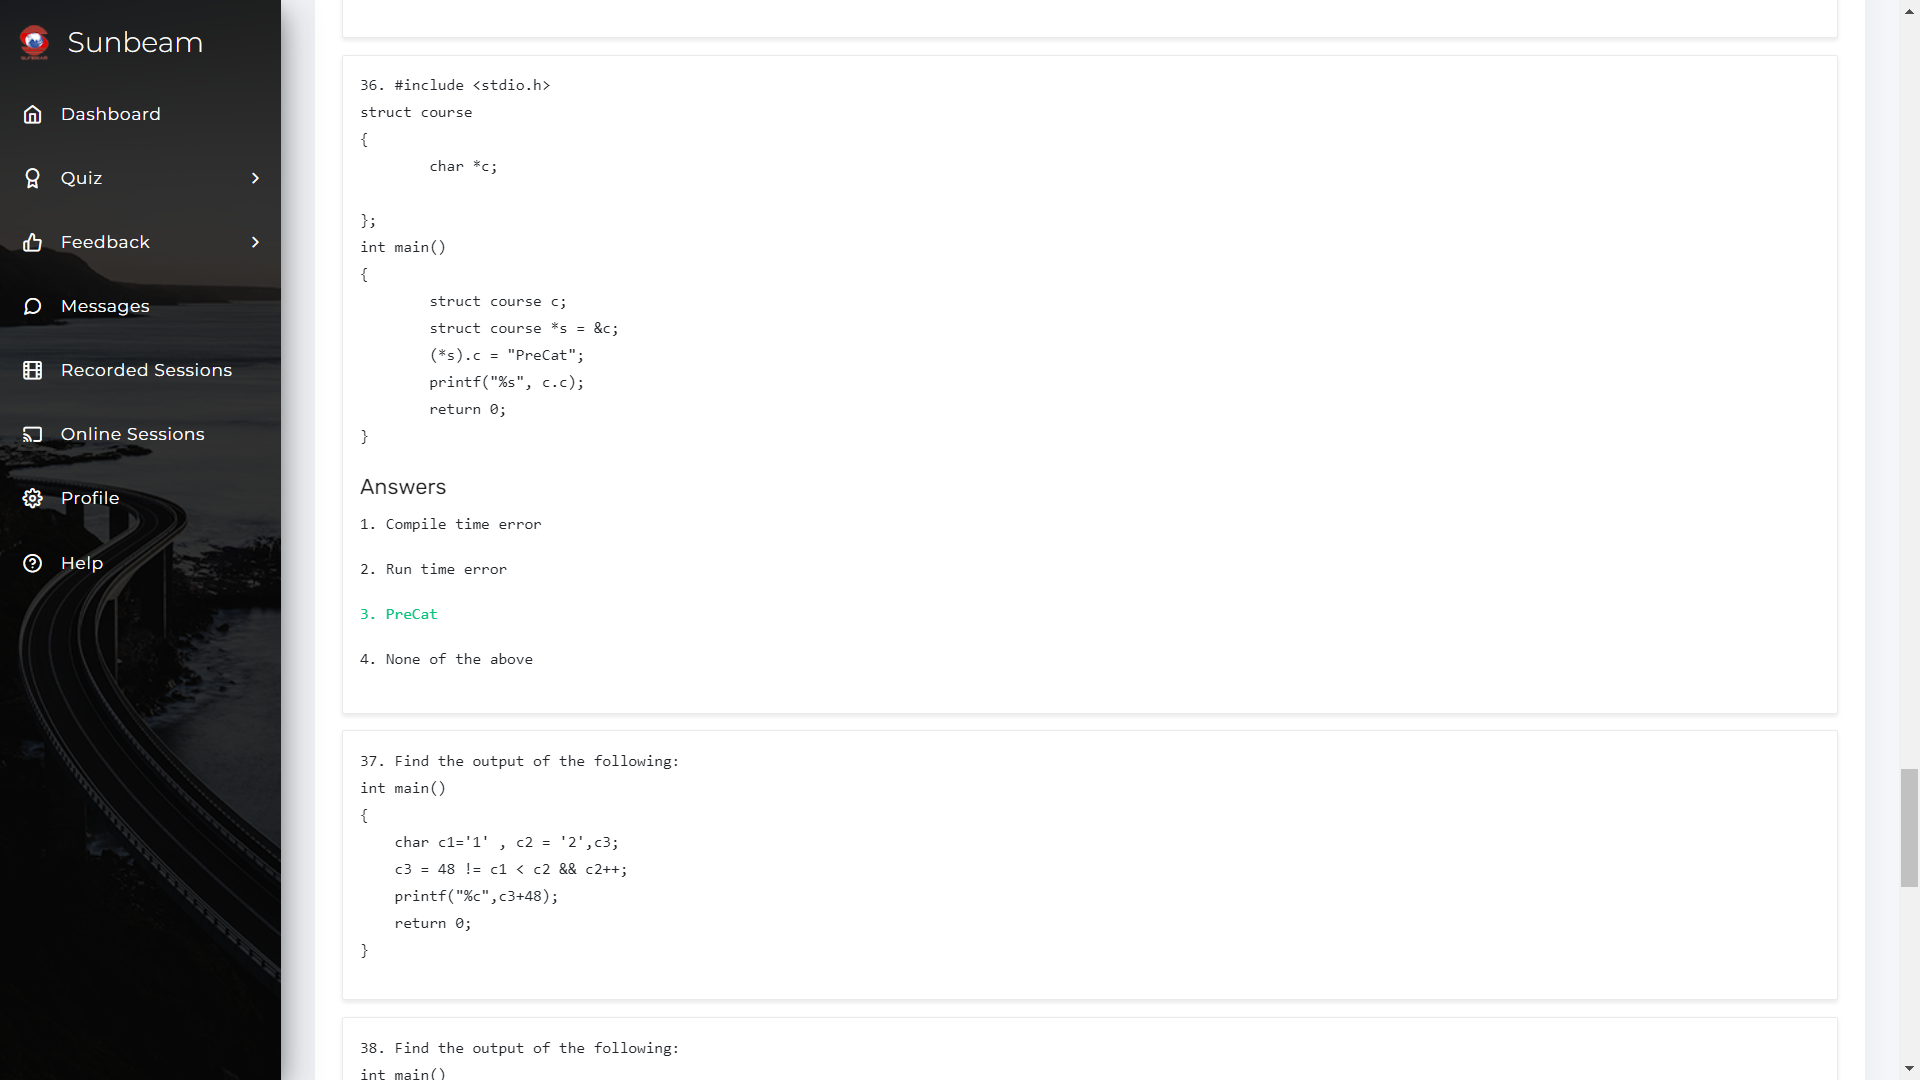 Sunbeam
Dashboard
Quiz
Feedback
Messages
Recorded Sessions
Online Sessions
Profile
Help
36. #include <stdio.h>
struct course
{
char *c;
};
int main()
{
struct course c;
struct course *s = &c;
(*s).c = "PreCat";
printf("%s", c.c);
return 0;
}
Answers
1. Compile time error
2. Run time error
3. PreCat
4. None of the above
37. Find the output of the following:
int main()
{
char c1='1' , c2 = '2',c3;
c3 = 48 != c1 < c2 && c2++;
printf("%c",c3+48);
return 0;
}
38. Find the output of the following:
int main()